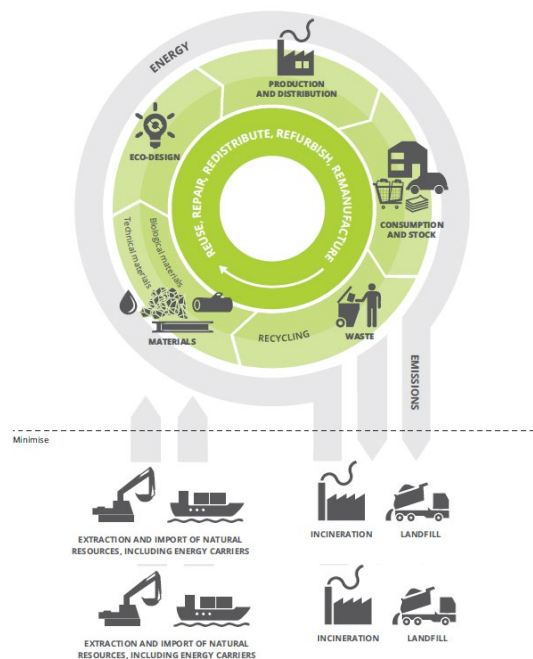 ENERGY
PRODUCTION
AND DISTRIBUTION
ECO-DESIGN
REUSE, REPAIR, REDISTRIBUTE, REFURBISH, REMANUFACTURE
CONSUMPTION
AND STOCK
Technical materials
Biological materials
MATERIALS
RECYCLING
WASTE
EMISSIONS
Minimise
EXTRACTION AND IMPORT OF NATURAL
RESOURCES, INCLUDING ENERGY CARRIERS
INCINERATION
LANDFILL
EXTRACTION AND IMPORT OF NATURAL
RESOURCES, INCLUDING ENERGY CARRIERS
INCINERATION
LANDFILL